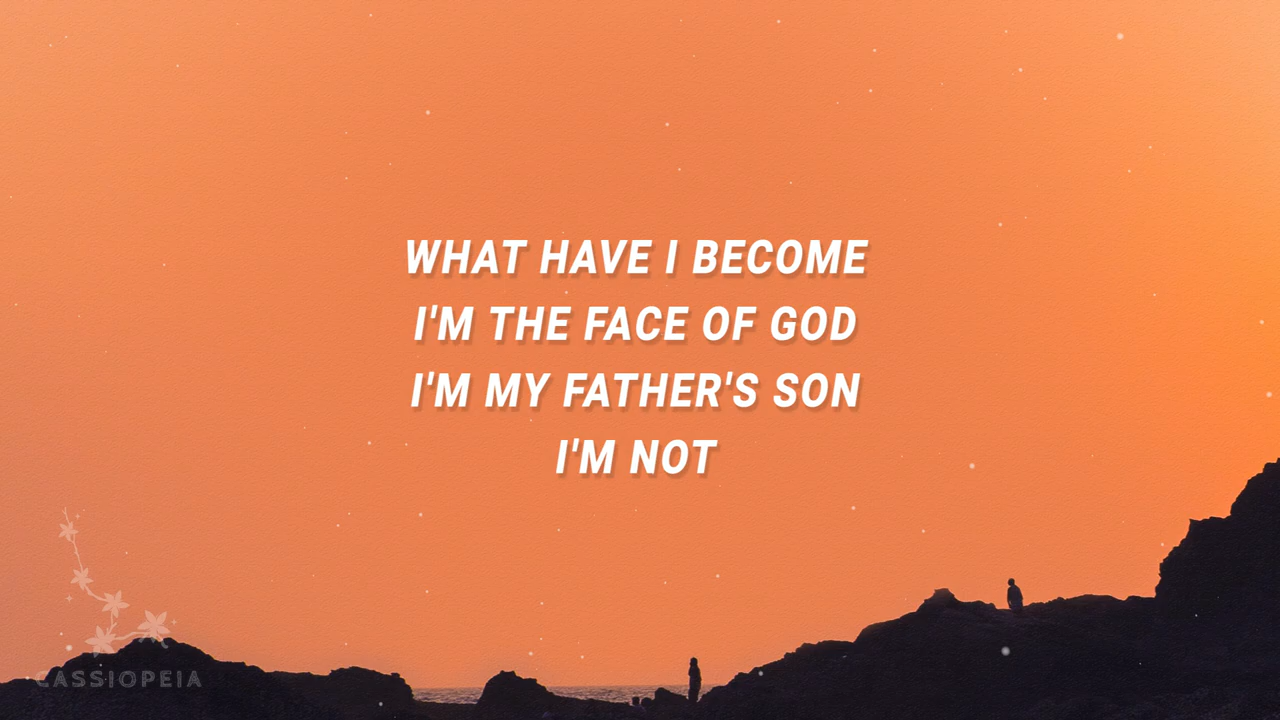 WHAT HAVE I BECOME
I'M THE FACE OF GOD
I'M MY FATHER'S SON
I'M NOT
CASSIOPEIA